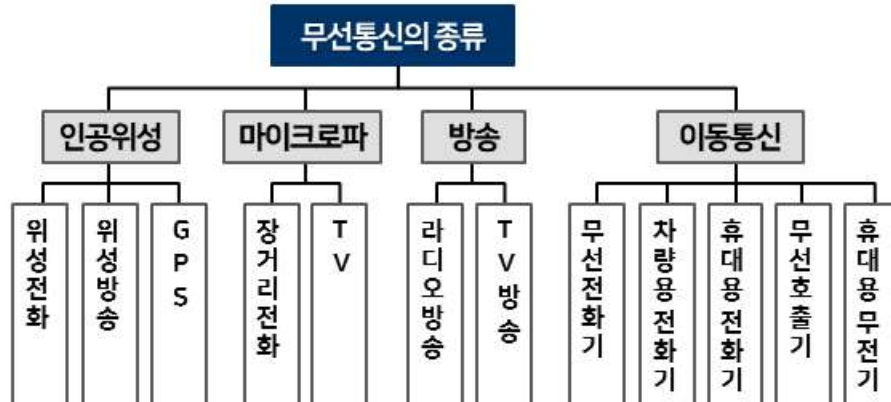 무선통신의 종류
인공위성
마이크로파
방송
이동통신
위성전화
위성방송
GPS
장거리전화
TV
라디오방송
TV방송
무선전화기
차량용 전화기
휴대용 전화기
무선호출기
휴대용 무전기